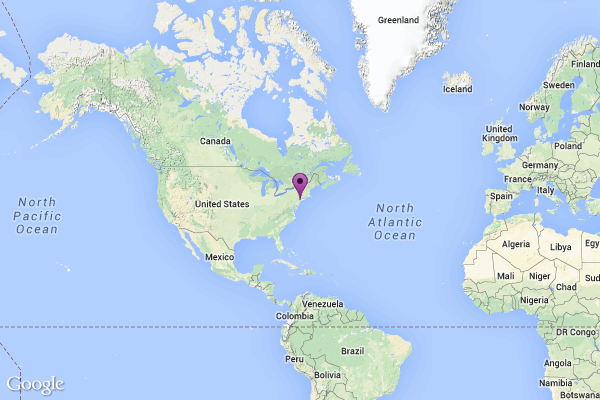 Greenland
Iceland
Finland
Sweden
Norway
United
Kingdom
Poland
Germany
France
Italy
Spain
Canada
United States
North
Pacific
Ocean
North
Atlantic
Ocean
Mexico
Algeria
Libya
Egy
Mali
Niger
Sud
Chad
Nigeria
Venezuela
Colombia
DR Congo
Peru
Brazil
Angola
Bolivia
Namibia
Botswana
Google